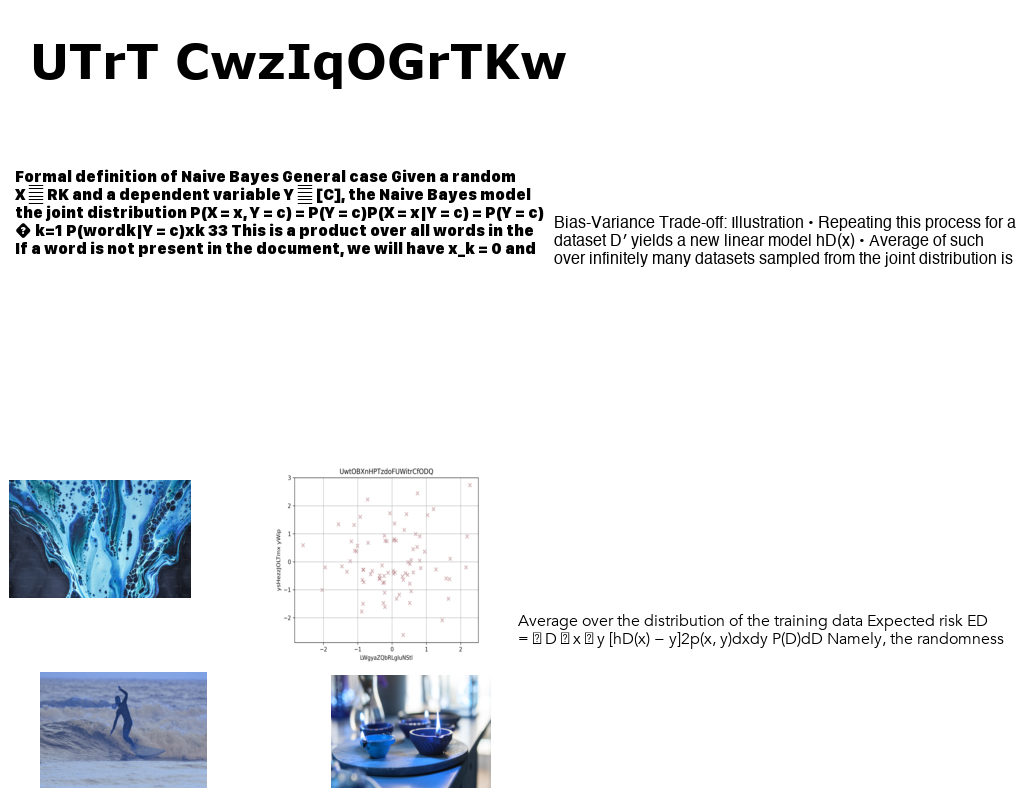 UTrT CwzIqOGrTKw
Formal definition of Naive Bayes General case Given a random
X RK and a dependent variable Y [C], the Naive Bayes model
the joint distribution P(X = x, Y = c) = P(Y = c)P(X = x|Y = c) = P(Y = c)
� k=1 P(wordk|Y = c)xk 33 This is a product over all words in the
If a word is not present in the document, we will have x_k = 0 and
Bias-Variance Trade-off: Illustration • Repeating this process for a
dataset D′ yields a new linear model hD(x) • Average of such
over infinitely many datasets sampled from the joint distribution is
UwtOBXnHPTzdoFUWitrCfODQ
3
2
1
0
−1
−2
−2 −1 0 1 2
Average over the distribution of the training data Expected risk ED
= D x y [hD(x) − y]2p(x, y)dxdy P(D)dD Namely, the randomness